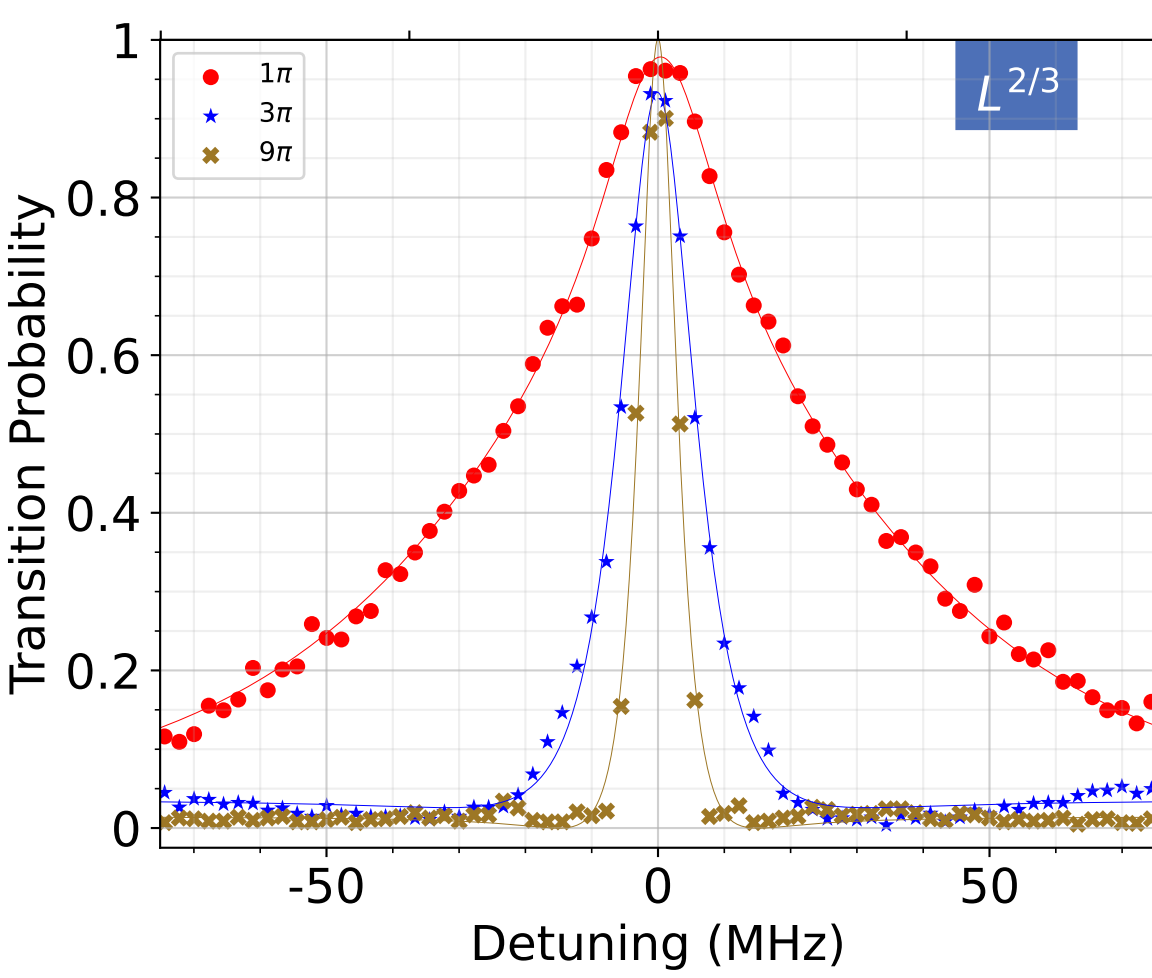 1
0.8
0.6
0.4
0.2
0
Transition Probability
1π
3π
9π
L^{2/3}
-50
0
50
Detuning (MHz)